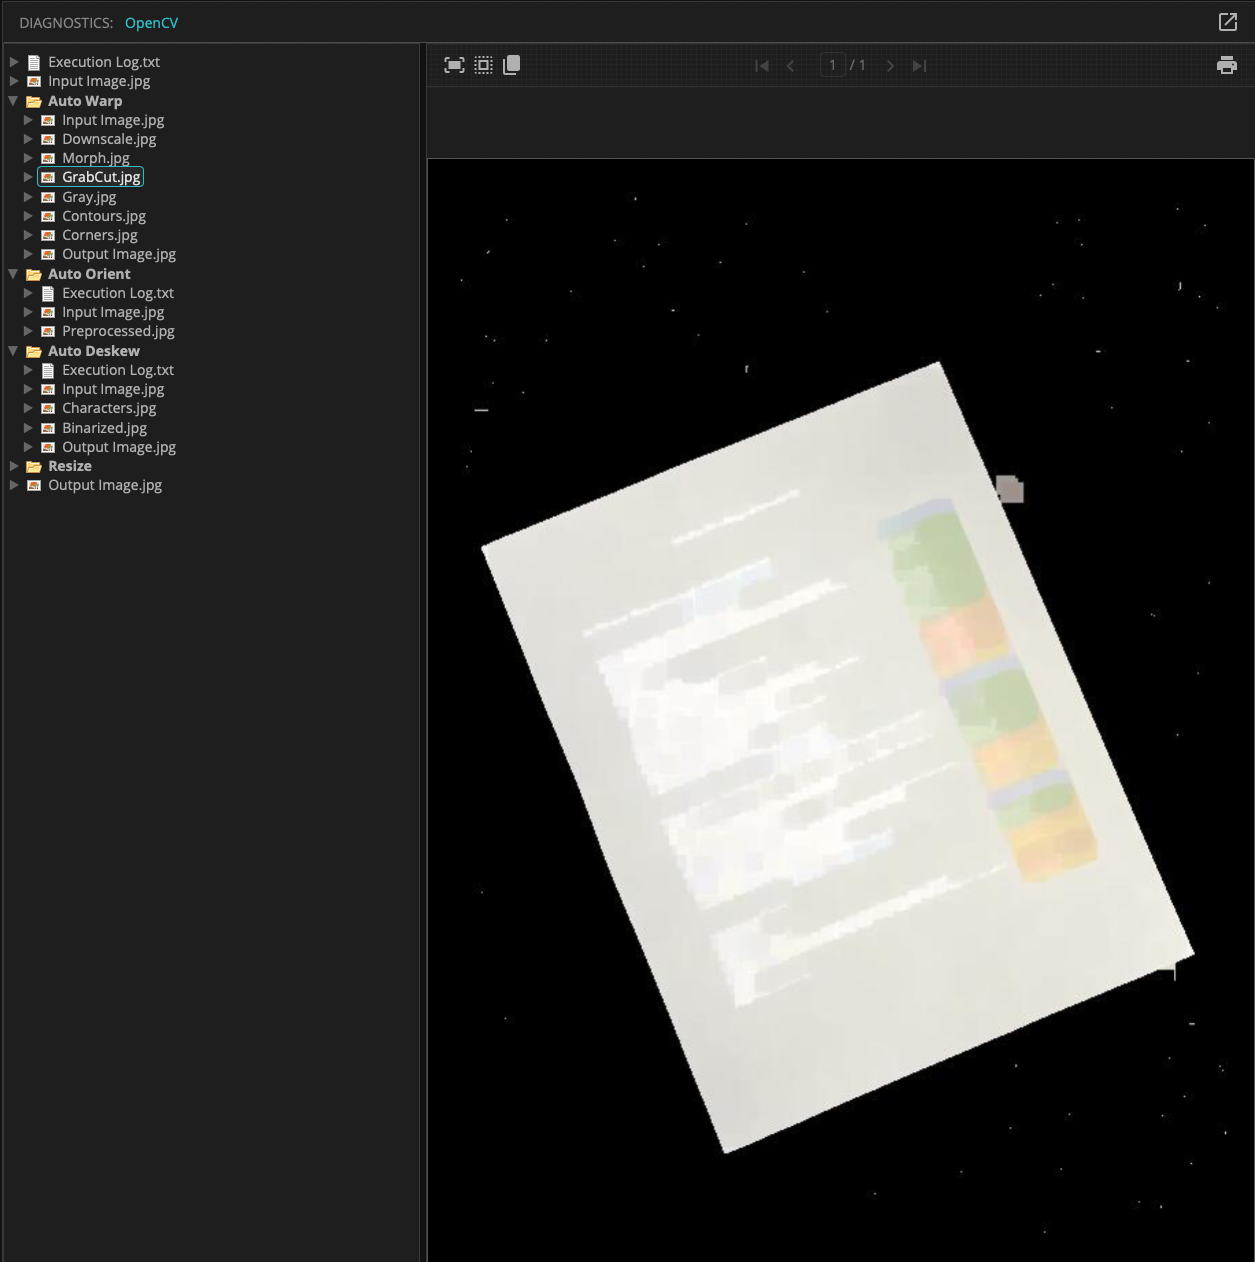 DIAGNOSTICS: OpenCV
Execution Log.txt
Input Image.jpg
Auto Warp
Input Image.jpg
Downscale.jpg
Morph.jpg
GrabCut.jpg
Gray.jpg
Contours.jpg
Corners.jpg
Output Image.jpg
Auto Orient
Execution Log.txt
Input Image.jpg
Preprocessed.jpg
Auto Deskew
Execution Log.txt
Input Image.jpg
Characters.jpg
Binarized.jpg
Output Image.jpg
Resize
Output Image.jpg
1 / 1